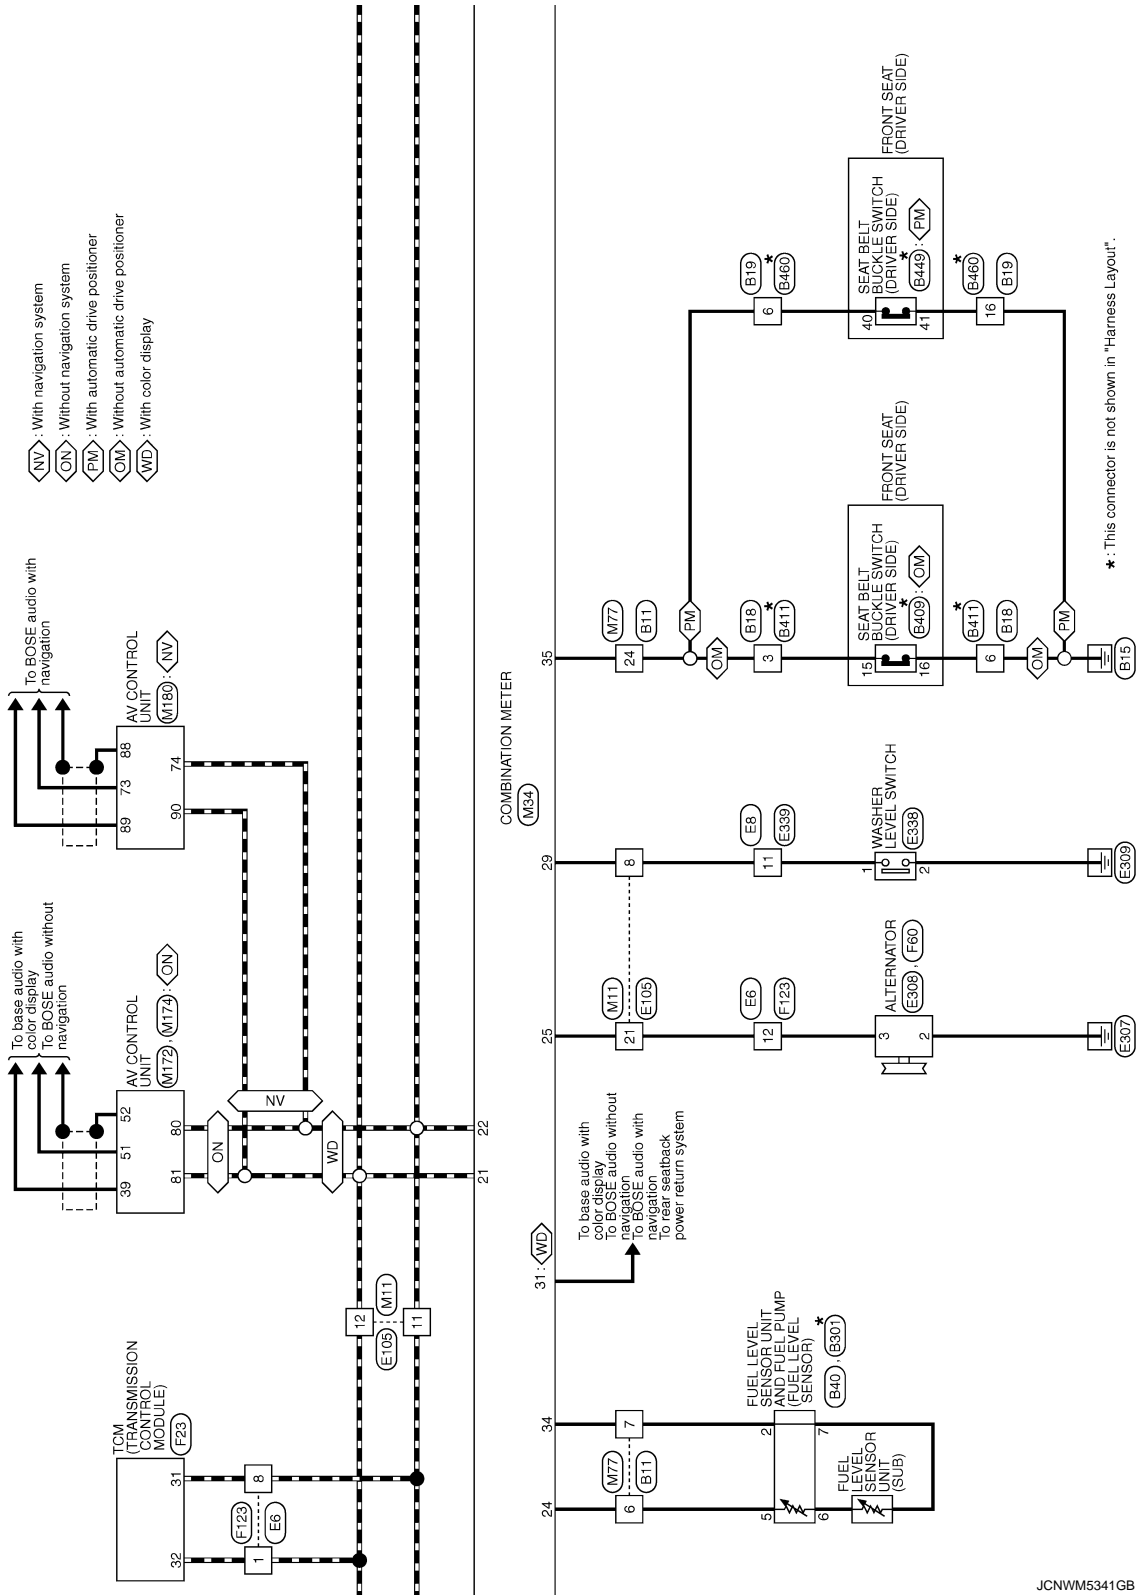 TCM
(TRANSMISSION
CONTROL
MODULE)
F23
32
31
1
8
F123
E6
12
11
M11
E105
To base audio with
color display
To BOSE audio without
navigation
AV CONTROL
UNIT
M172 , M174 : ON
39
51
52
81
80
ON
NV
WD
21
22
To BOSE audio with
navigation
AV CONTROL
UNIT
M180 : NV
89
73
88
90
74
NV : With navigation system
ON : Without navigation system
PM : With automatic drive positioner
OM : Without automatic drive positioner
WD : With color display
COMBINATION METER
M34
24
34
6
7
M77
B11
5
2
6
7
FUEL LEVEL
SENSOR UNIT
AND FUEL PUMP
(FUEL LEVEL
SENSOR)
B40 , B301 *
FUEL
LEVEL
SENSOR
UNIT
(SUB)
31 : WD
To base audio with
color display
To BOSE audio without
navigation
To BOSE audio with
navigation
To rear seatback
power return system
25
21
M11
E105
12
E6
F123
3
2
ALTERNATOR
E308 , F60
E307
29
8
11
E8
E339
1
2
WASHER
LEVEL SWITCH
E338
E309
35
24
M77
B11
PM
OM
3
B18
B411 *
15
16
SEAT BELT
BUCKLE SWITCH
(DRIVER SIDE)
B409 * : OM
FRONT SEAT
(DRIVER SIDE)
6
B411 *
B18
OM
PM
B15
6
B19
B460 *
40
41
SEAT BELT
BUCKLE SWITCH
(DRIVER SIDE)
B449 * : PM
FRONT SEAT
(DRIVER SIDE)
16
B460 *
B19
* : This connector is not shown in "Harness Layout".
JCNWM5341GB